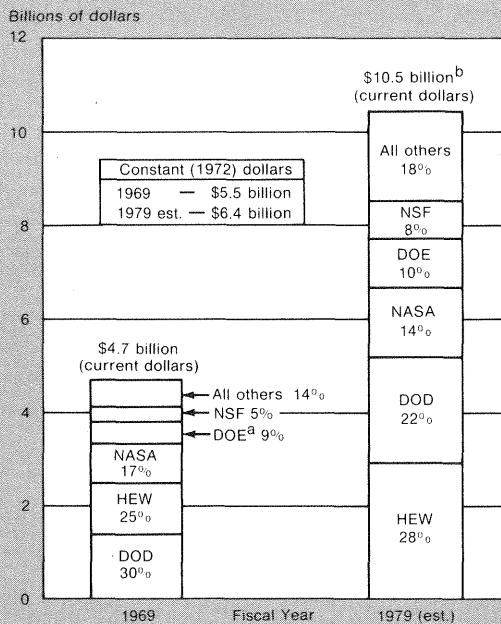 Billions of dollars
12
10
8
6
4
2
0
$10.5 billionb
(current dollars)
All others
18%
NSF
8%
DOE
10%
NASA
14%
DOD
22%
HEW
28%
Constant (1972) dollars
1969 — $5.5 billion
1979 est. — $6.4 billion
$4.7 billion
(current dollars)
All others 14%
NSF 5%
DOEa 9%
NASA
17%
HEW
25%
DOD
30%
1969 Fiscal Year 1979 (est.)